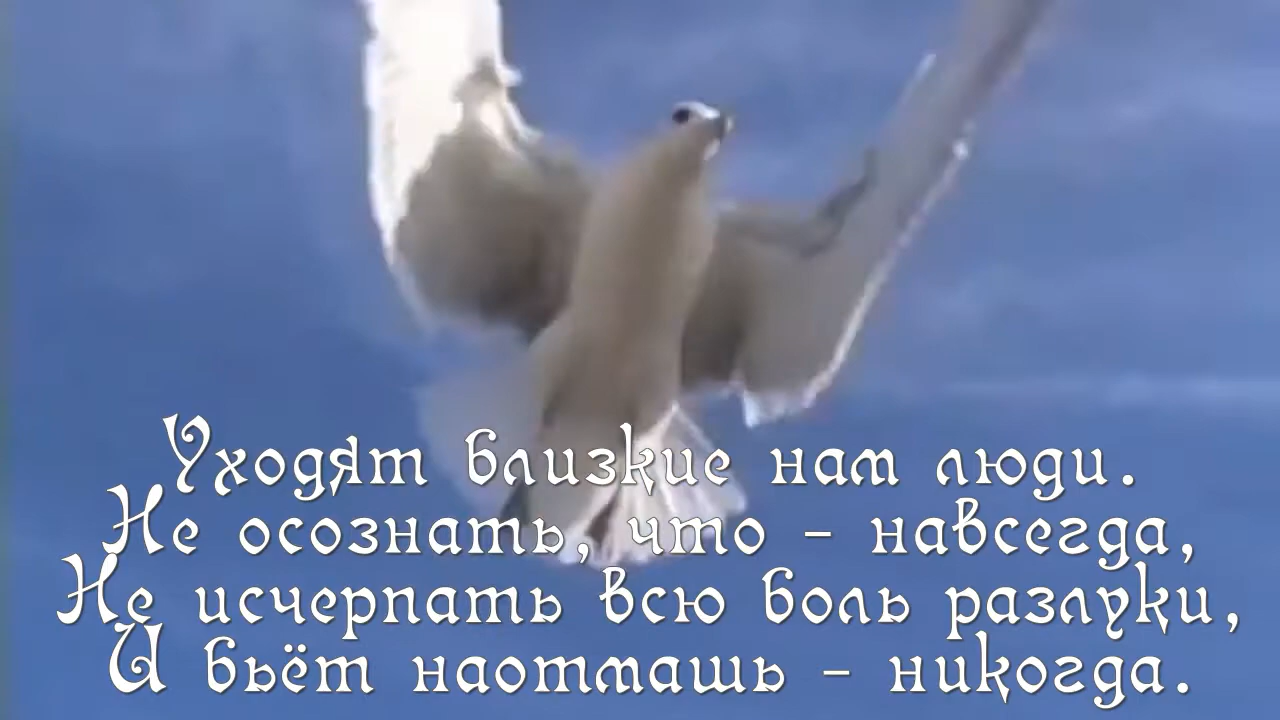 Уходят близкие нам люди.
Не осознать, что - навсегда,
Не исчерпать всю боль разлуки,
И бьёт наотмашь - никогда.